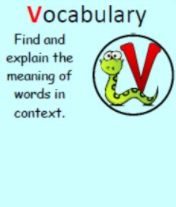 Vocabulary
Find and
explain the
meaning of
words in
context.
V